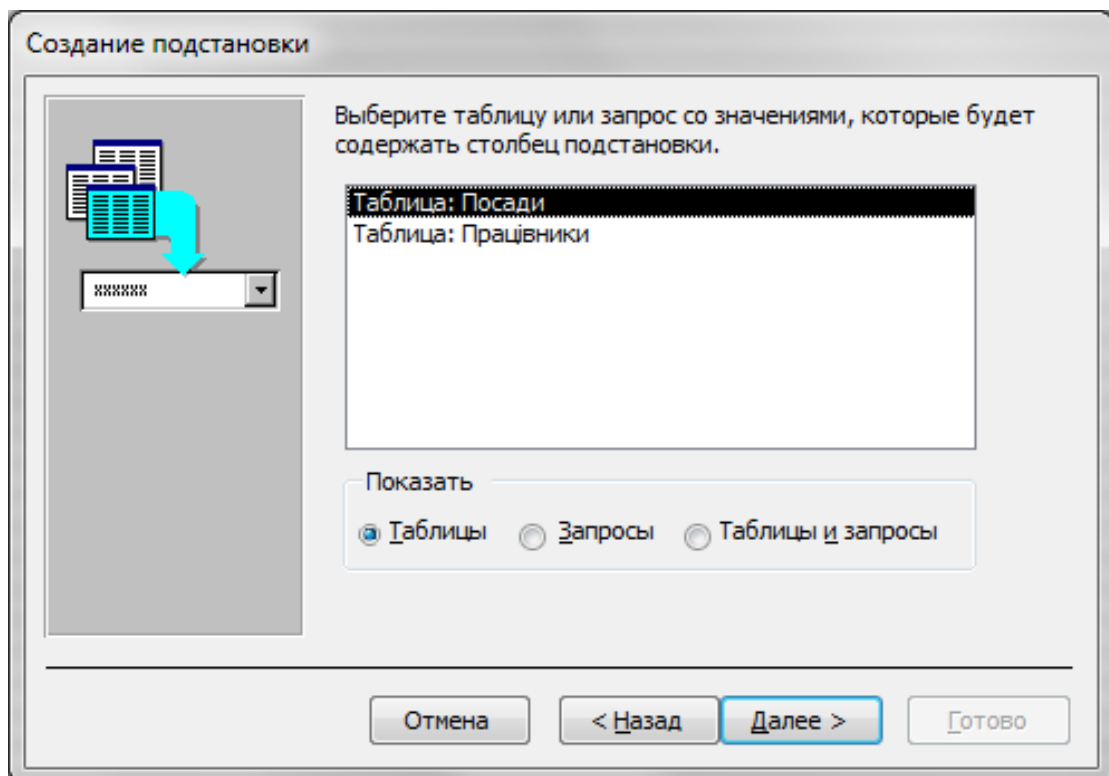 Создание подстановки
Выберите таблицу или запрос со значениями, которые будет
содержать столбец подстановки.
Таблица: Посади
Таблица: Працівники
xxxxxx
Показать
Таблицы Запросы Таблицы и запросы
Отмена < Назад Далее > Готово